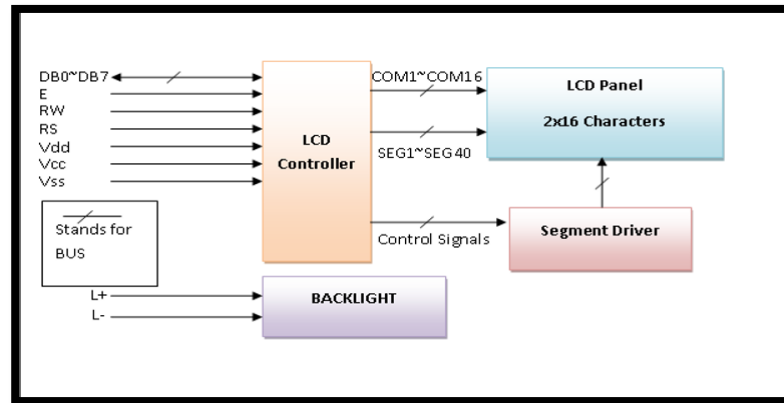 DB0~DB7
E
RW
RS
Vdd
Vcc
Vss
LCD
Controller
COM1~COM16
SEG1~SEG40
LCD Panel
2x16 Characters
Control Signals
Segment Driver
Stands for
BUS
L+
L-
BACKLIGHT